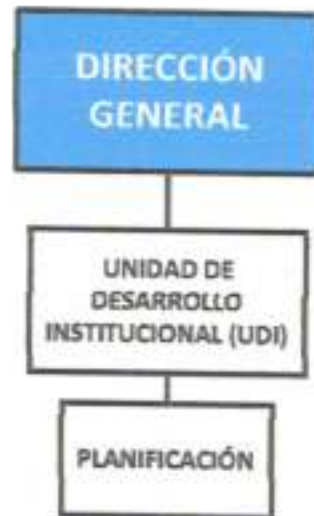 DIRECCIÓN
GENERAL
UNIDAD DE
DESARROLLO
INSTITUCIONAL (UDI)
PLANIFICACIÓN